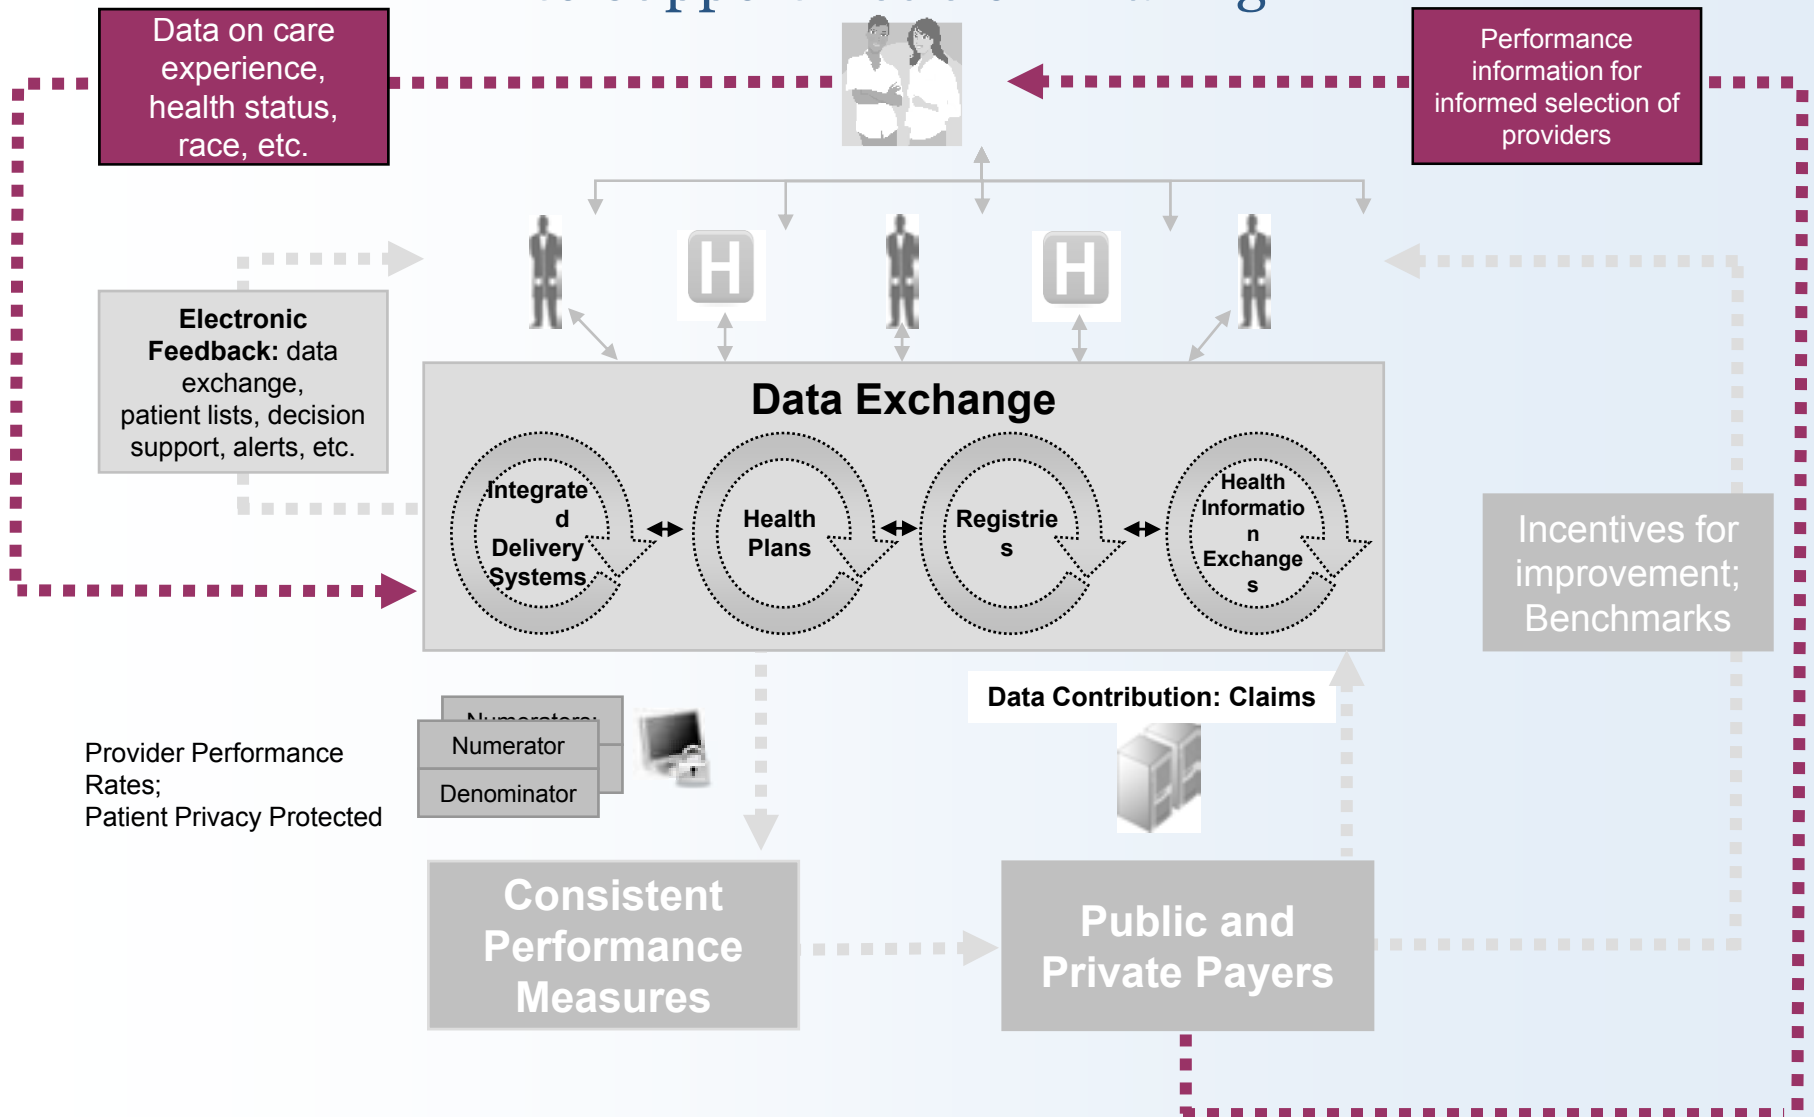 to support
Data on care
experience,
health status,
race, etc.
Performance
information for
informed selection of
providers
H
H
Electronic
Feedback: data
exchange,
patient lists, decision
support, alerts, etc.
Data Exchange
Integrate
d
Delivery
Systems
Health
Plans
Registrie
s
Health
Informatio
n
Exchange
s
Incentives for
improvement;
Benchmarks
Data Contribution: Claims
Provider Performance
Rates;
Patient Privacy Protected
Numerator
Denominator
Consistent
Performance
Measures
Public and
Private Payers